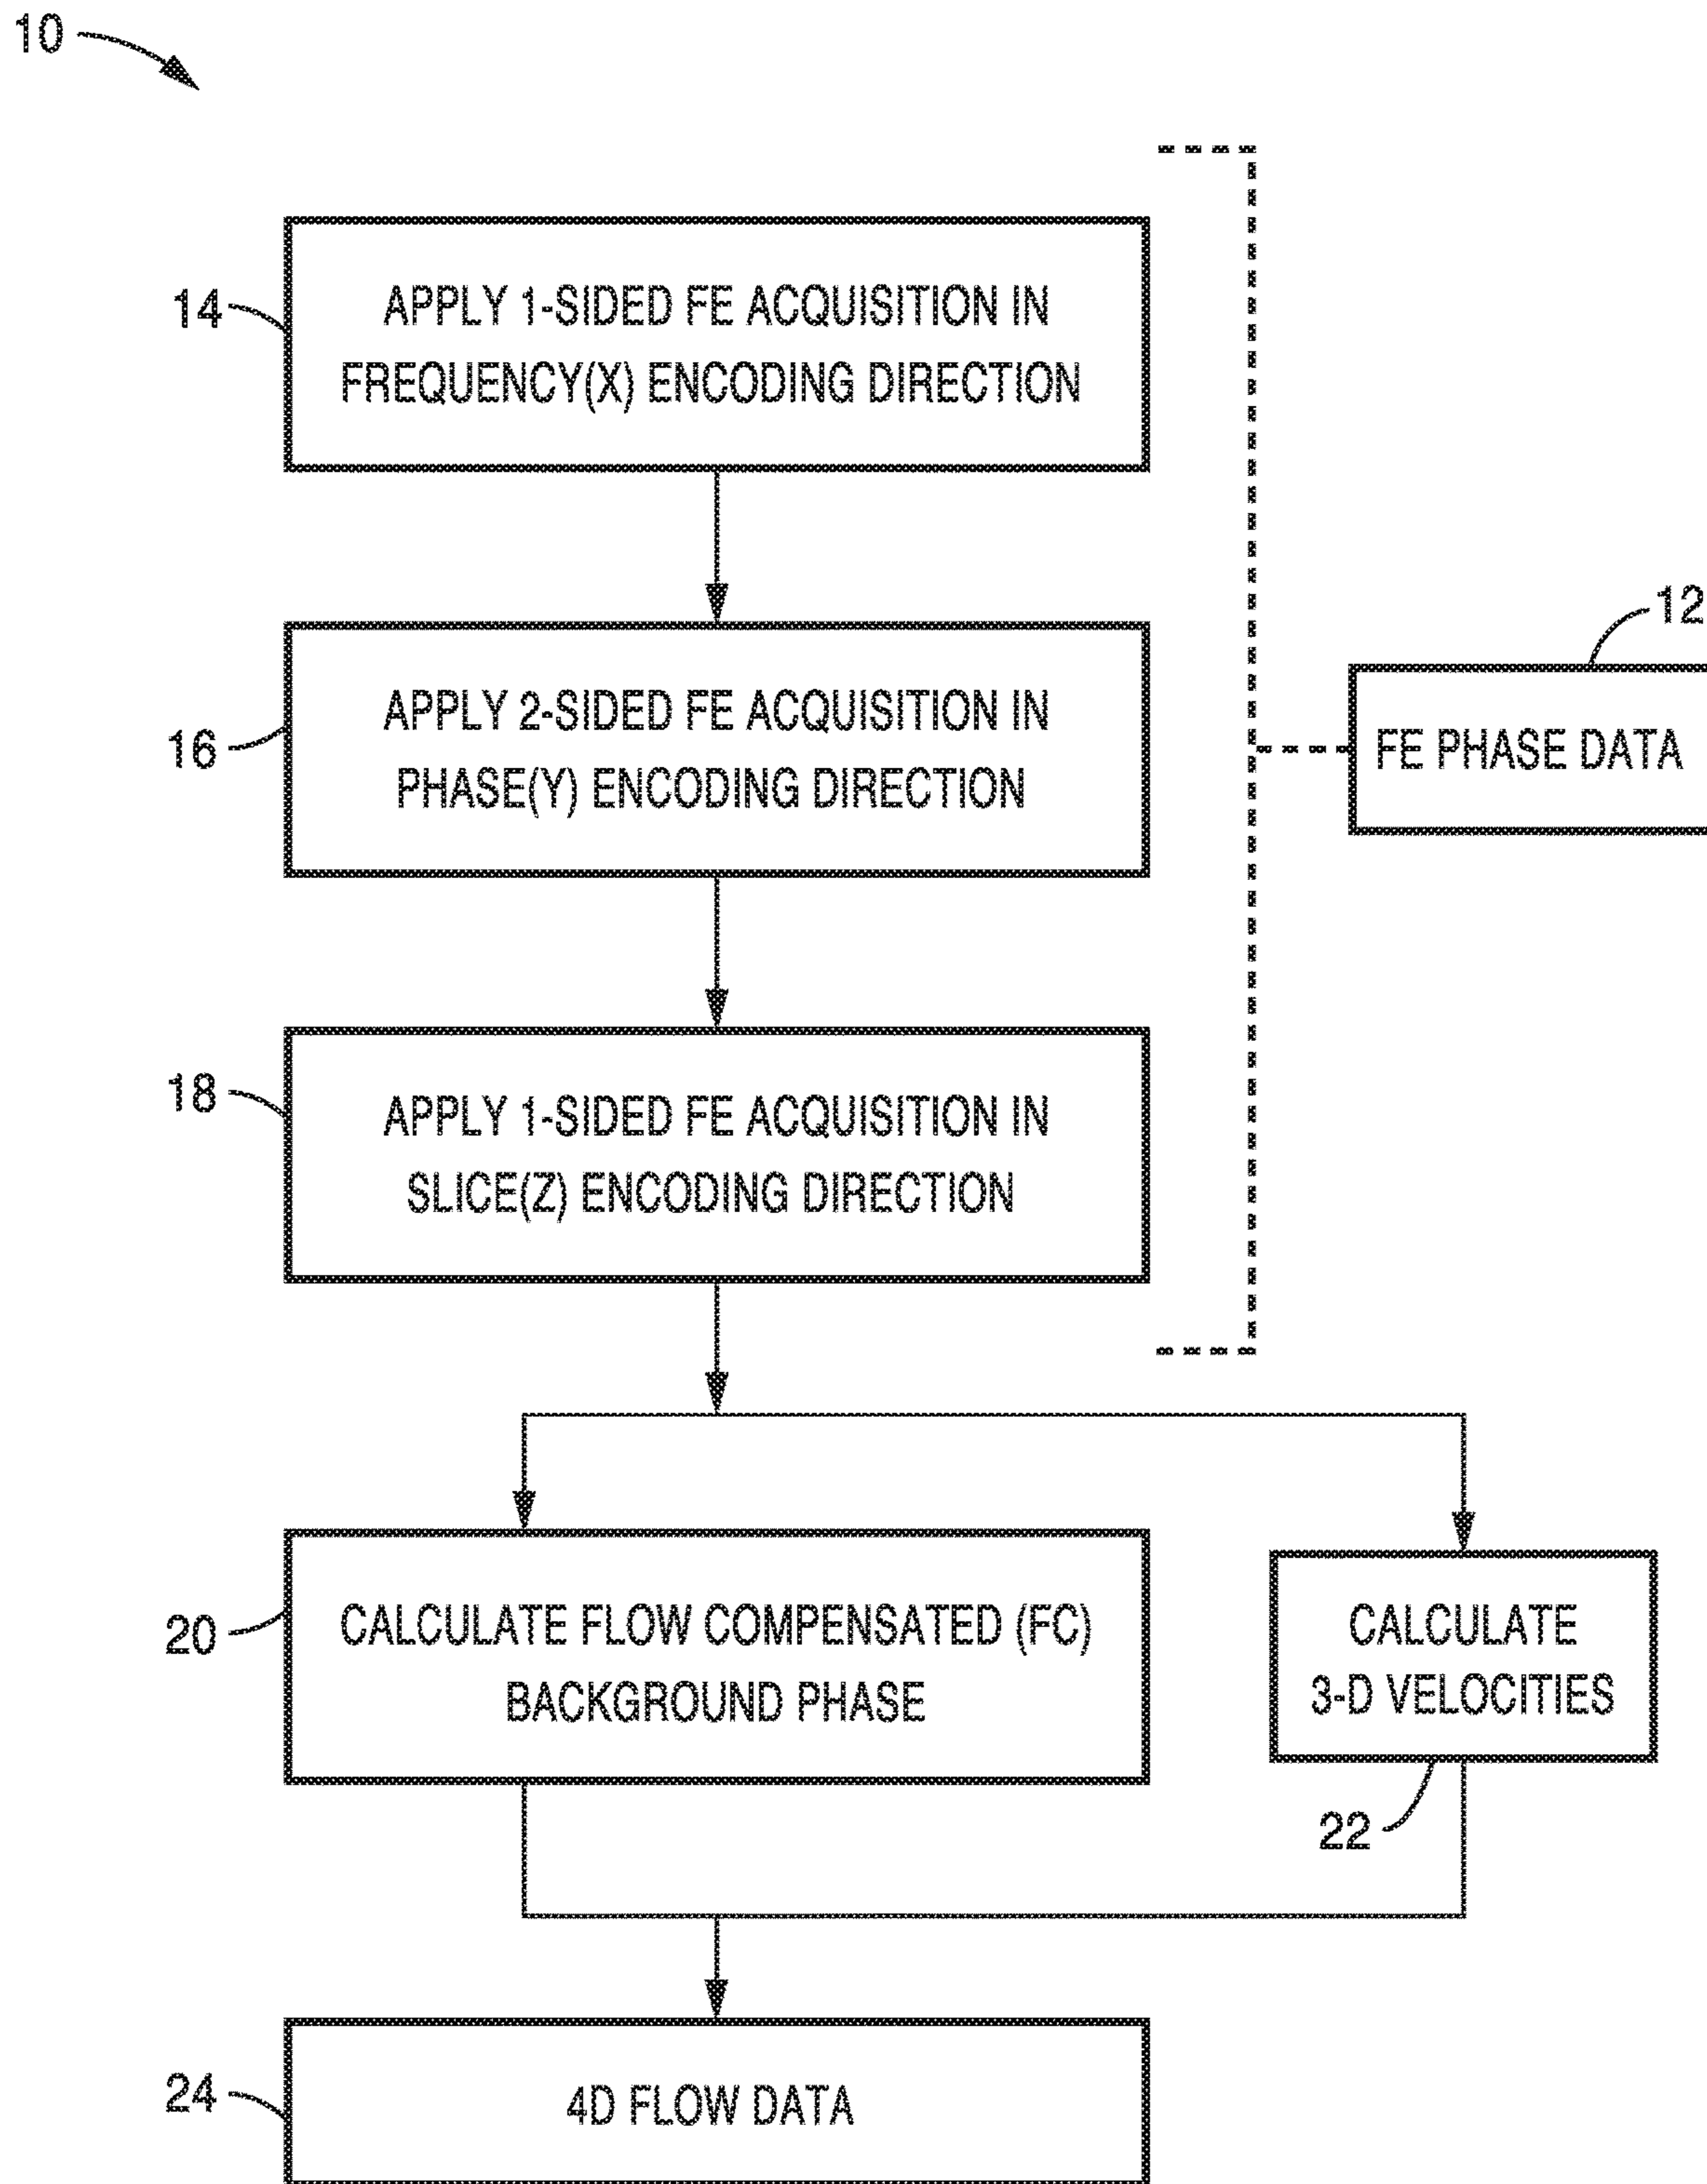 10
14
APPLY 1-SIDED FE ACQUISITION IN
FREQUENCY(X) ENCODING DIRECTION
12
16
APPLY 2-SIDED FE ACQUISITION IN
PHASE(Y) ENCODING DIRECTION
FE PHASE DATA
18
APPLY 1-SIDED FE ACQUISITION IN
SLICE(Z) ENCODING DIRECTION
20
CALCULATE FLOW COMPENSATED (FC)
BACKGROUND PHASE
CALCULATE
3-D VELOCITIES
22
24
4D FLOW DATA